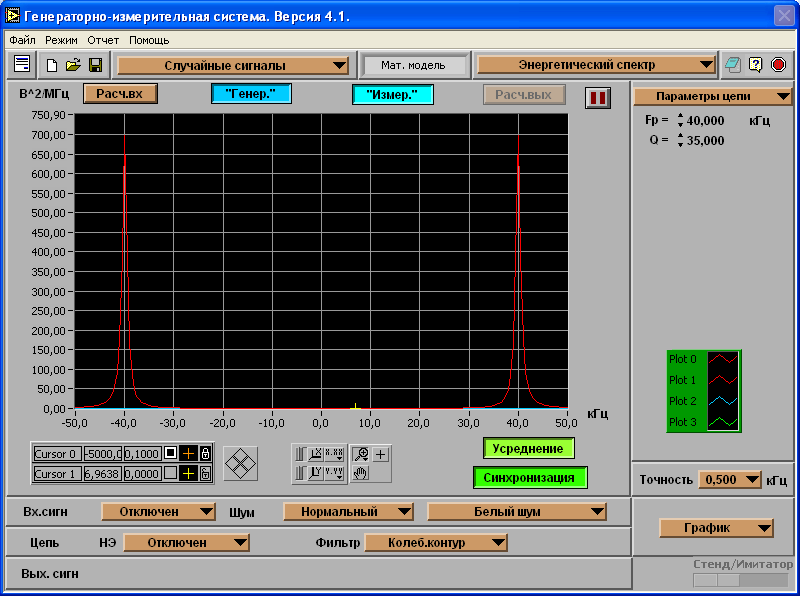 Генераторно-измерительная система. Версия 4.1.
Файл Режим Отчет Помощь
Случайные сигналы Мат. модель Энергетический спектр
В^2/МГц Расч.вх "Генер." "Измер." Расч.вых Параметры цепи
Fp = 40,000 кГц
Q = 35,000
750,90
700,00
650,00
600,00
550,00
500,00
450,00
400,00
350,00
300,00
250,00
200,00
150,00
100,00
50,00
0,00
-50,0 -40,0 -30,0 -20,0 -10,0 0,0 10,0 20,0 30,0 40,0 50,0 кГц
Plot 0
Plot 1
Plot 2
Plot 3
Cursor 0 -5000,0 0,1000
Cursor 1 6,9638 0,0000
X X.XX
Y Y.YY
Усреднение
Синхронизация
Точность 0,500 кГц
Вх.сигн Отключен Шум Нормальный Белый шум
График
Цепь НЭ Отключен Фильтр Колеб.контур
Стенд/Имитатор
Вых. сигн